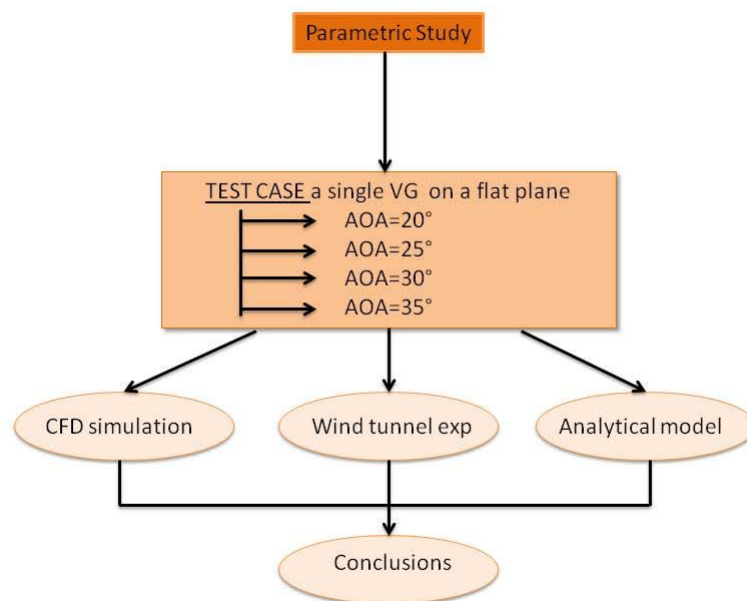 Parametric Study
TEST CASE a single VG on a flat plane
AOA=20°
AOA=25°
AOA=30°
AOA=35°
CFD simulation
Wind tunnel exp
Analytical model
Conclusions